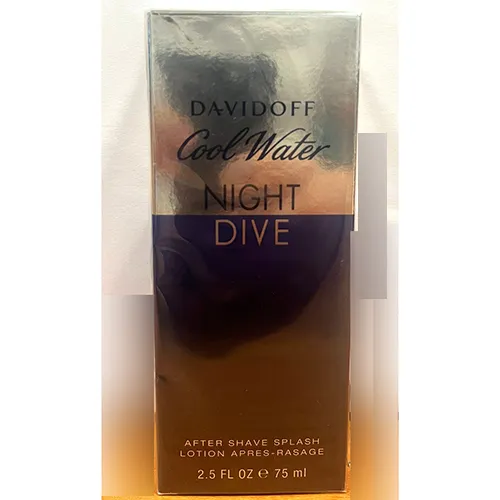 DAVIDOFF
Cool Water
NIGHT
DIVE
AFTER SHAVE SPLASH
LOTION APRES-RASAGE
2.5 FL OZ ℮ 75 ml